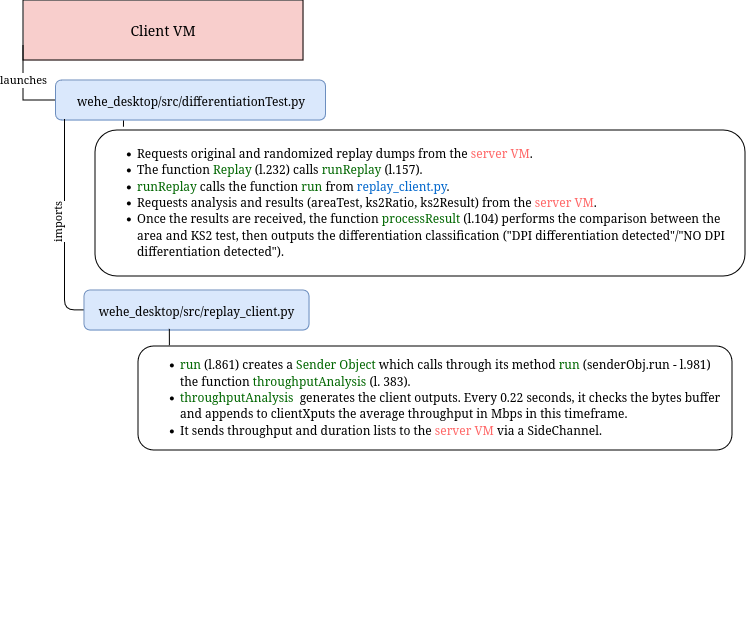 Client VM
launches
wehe_desktop/src/differentiationTest.py
• Requests original and randomized replay dumps from the server VM.
• The function Replay (l.232) calls runReplay (l.157).
• runReplay calls the function run from replay_client.py.
• Requests analysis and results (areaTest, ks2Ratio, ks2Result) from the server VM.
• Once the results are received, the function processResult (l.104) performs the comparison between the
area and KS2 test, then outputs the differentiation classification ("DPI differentiation detected"/"NO DPI
differentiation detected").
imports
wehe_desktop/src/replay_client.py
• run (l.861) creates a Sender Object which calls through its method run (senderObj.run - l.981)
the function throughputAnalysis (l. 383).
• throughputAnalysis generates the client outputs. Every 0.22 seconds, it checks the bytes buffer
and appends to clientXputs the average throughput in Mbps in this timeframe.
• It sends throughput and duration lists to the server VM via a SideChannel.